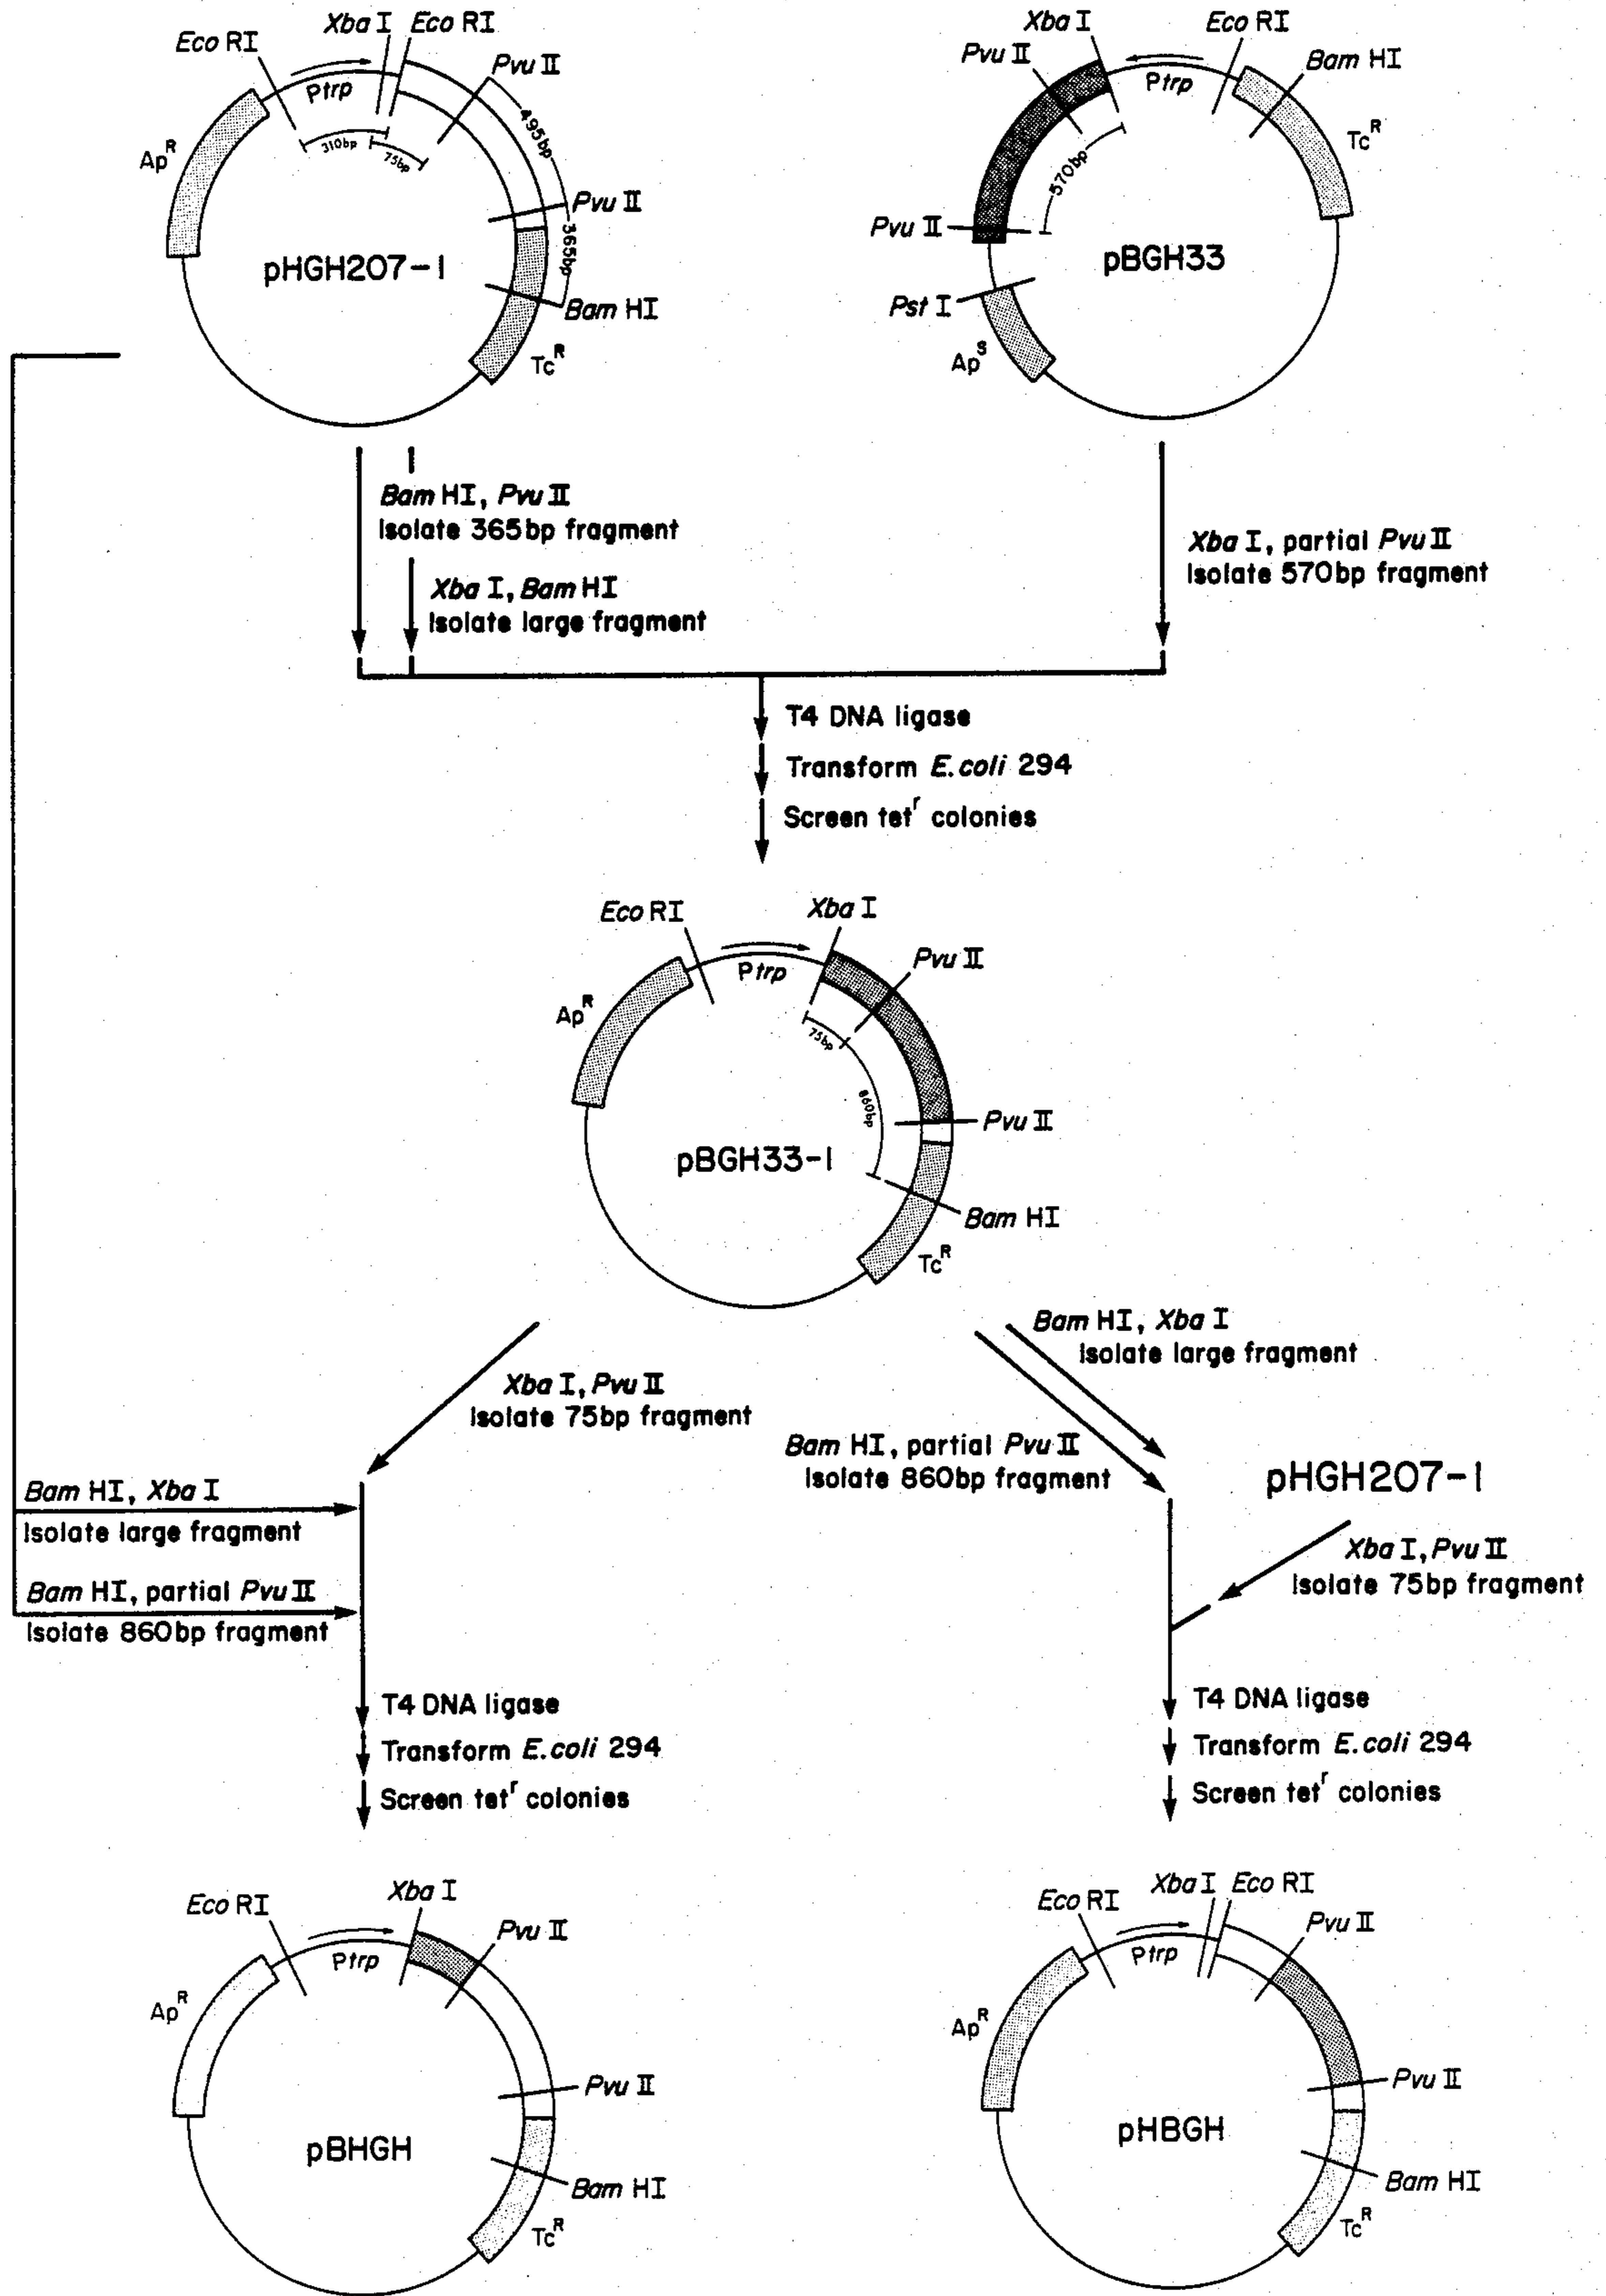 Eco RI
Xba I
Eco RI
Pvu II
Ptrp
Ap^R
310bp
75bp
495bp
Pvu II
365bp
pHGH207-1
Bam HI
Tc^R
Xba I
Eco RI
Pvu II
Bam HI
Ptrp
Tc^R
570bp
Pvu II
pBGH33
Pst I
Ap^S
Bam HI, Pvu II
Isolate 365bp fragment
Xba I, Bam HI
Isolate large fragment
Xba I, partial Pvu II
Isolate 570bp fragment
T4 DNA ligase
Transform E.coli 294
Screen tet^r colonies
Eco RI
Xba I
Pvu II
Ptrp
Ap^R
75bp
860bp
Pvu II
pBGH33-1
Bam HI
Tc^R
Bam HI, Xba I
Isolate large fragment
Xba I, Pvu II
Isolate 75bp fragment
Bam HI, partial Pvu II
Isolate 860bp fragment
pHGH207-1
Xba I, Pvu II
Isolate 75bp fragment
Bam HI, Xba I
Isolate large fragment
Bam HI, partial Pvu II
Isolate 860bp fragment
T4 DNA ligase
Transform E.coli 294
Screen tet^r colonies
T4 DNA ligase
Transform E.coli 294
Screen tet^r colonies
Eco RI
Xba I
Pvu II
Ptrp
Ap^R
Pvu II
pBHGH
Bam HI
Tc^R
Eco RI
Xba I
Eco RI
Pvu II
Ptrp
Ap^R
Pvu II
pHBGH
Bam HI
Tc^R